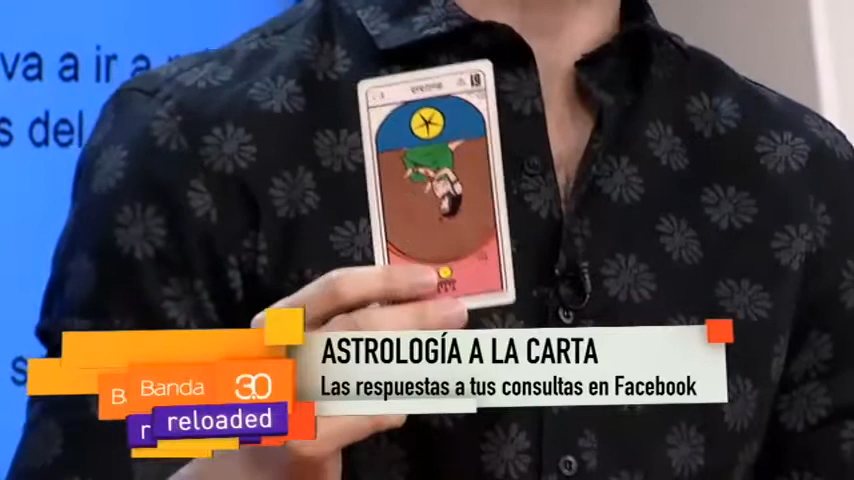 va a ir a
s del
ASTROLOGÍA A LA CARTA
Las respuestas a tus consultas en Facebook
B
Banda 3.0
r
reloaded